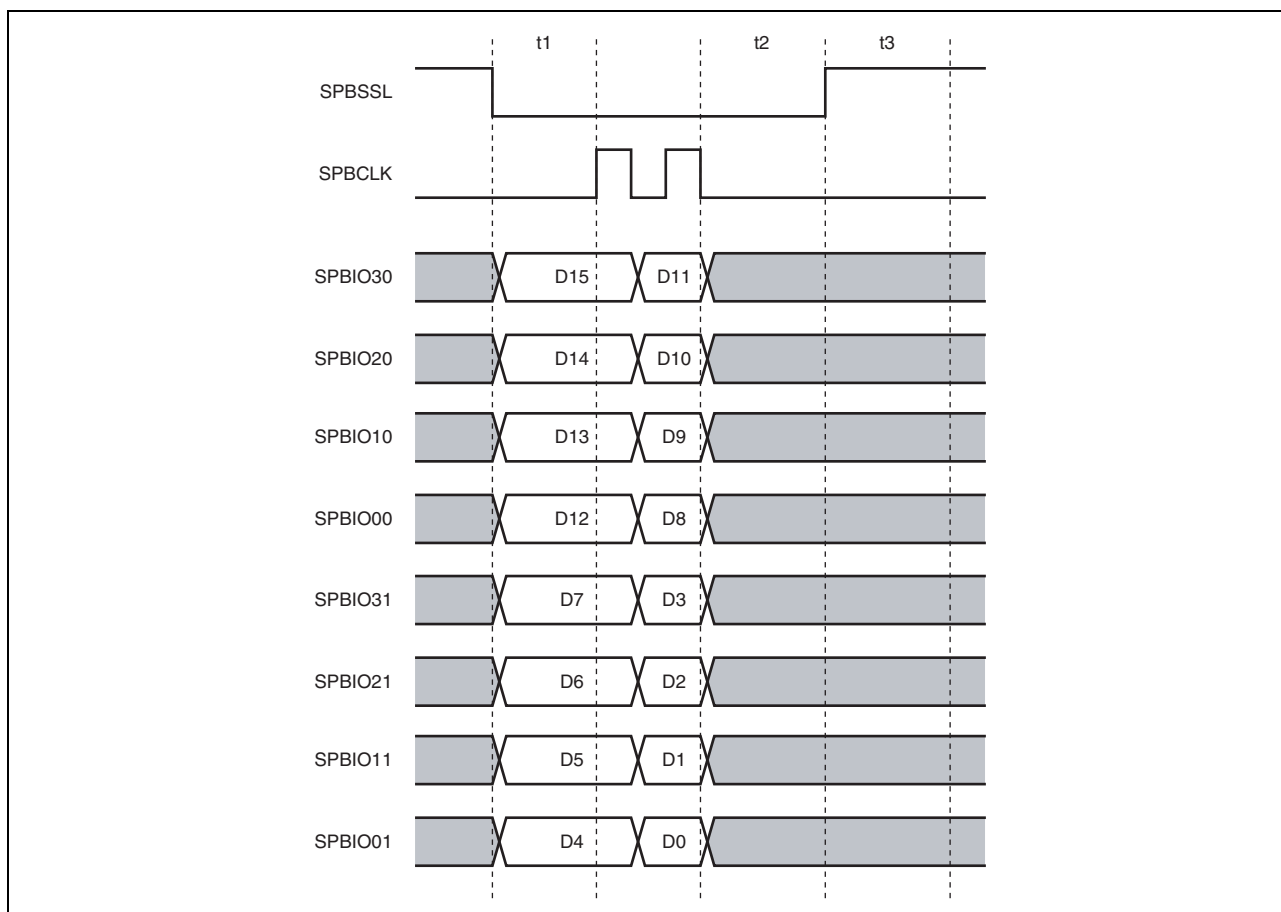 t1 t2 t3
SPBSSL
SPBCLK
SPBIO30 D15 D11
SPBIO20 D14 D10
SPBIO10 D13 D9
SPBIO00 D12 D8
SPBIO31 D7 D3
SPBIO21 D6 D2
SPBIO11 D5 D1
SPBIO01 D4 D0